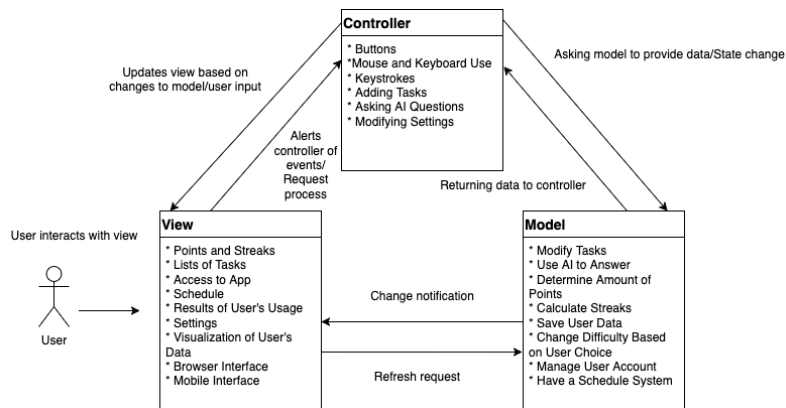 Controller
* Buttons
*Mouse and Keyboard Use
* Keystrokes
* Adding Tasks
* Asking AI Questions
* Modifying Settings
Updates view based on
changes to model/user input
Asking model to provide data/State change
Alerts
controller of
events/
Request
process
Returning data to controller
User interacts with view
User
View
* Points and Streaks
* Lists of Tasks
* Access to App
* Schedule
* Results of User's Usage
* Settings
* Visualization of User's
Data
* Browser Interface
* Mobile Interface
Change notification
Refresh request
Model
* Modify Tasks
* Use AI to Answer
* Determine Amount of
Points
* Calculate Streaks
* Save User Data
* Change Difficulty Based
on User Choice
* Manage User Account
* Have a Schedule System